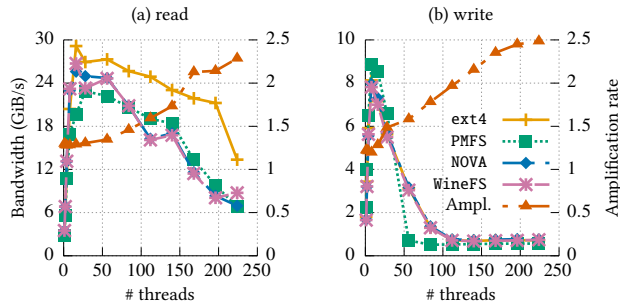 (a) read
(b) write
Bandwidth (GiB/s)
30
24
18
12
6
0
2.5
2
1.5
1
0.5
0
0 50 100 150 200 250
# threads
10
8
6
4
2
0
ext4
PMFS
NOVA
WineFS
Ampl.
2.5
2
1.5
1
0.5
0
Amplification rate
0 50 100 150 200 250
# threads